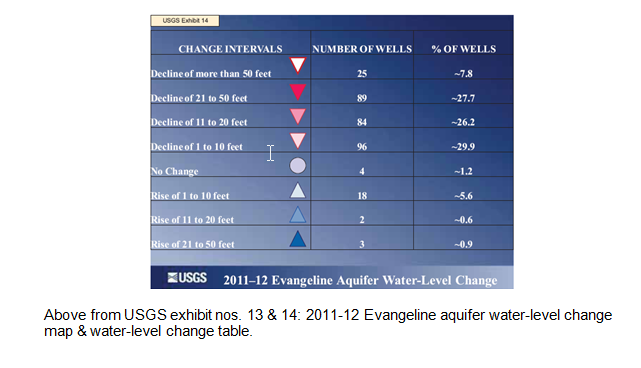 USGS Exhibit 14
CHANGE INTERVALS NUMBER OF WELLS % OF WELLS
Decline of more than 50 feet 25 ~7.8
Decline of 21 to 50 feet 89 ~27.7
Decline of 11 to 20 feet 84 ~26.2
Decline of 1 to 10 feet 96 ~29.9
No Change 4 ~1.2
Rise of 1 to 10 feet 18 ~5.6
Rise of 11 to 20 feet 2 ~0.6
Rise of 21 to 50 feet 3 ~0.9
USGS 2011–12 Evangeline Aquifer Water-Level Change
Above from USGS exhibit nos. 13 & 14: 2011-12 Evangeline aquifer water-level change
map & water-level change table.